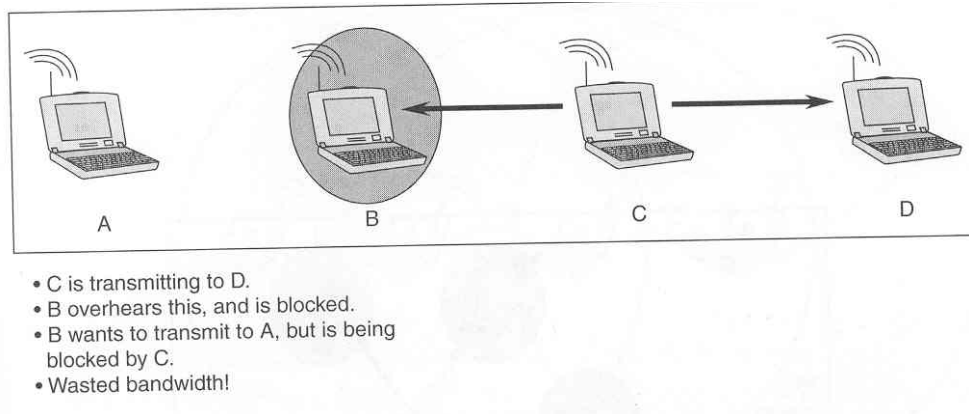 A
B
C
D
• C is transmitting to D.
• B overhears this, and is blocked.
• B wants to transmit to A, but is being
blocked by C.
• Wasted bandwidth!